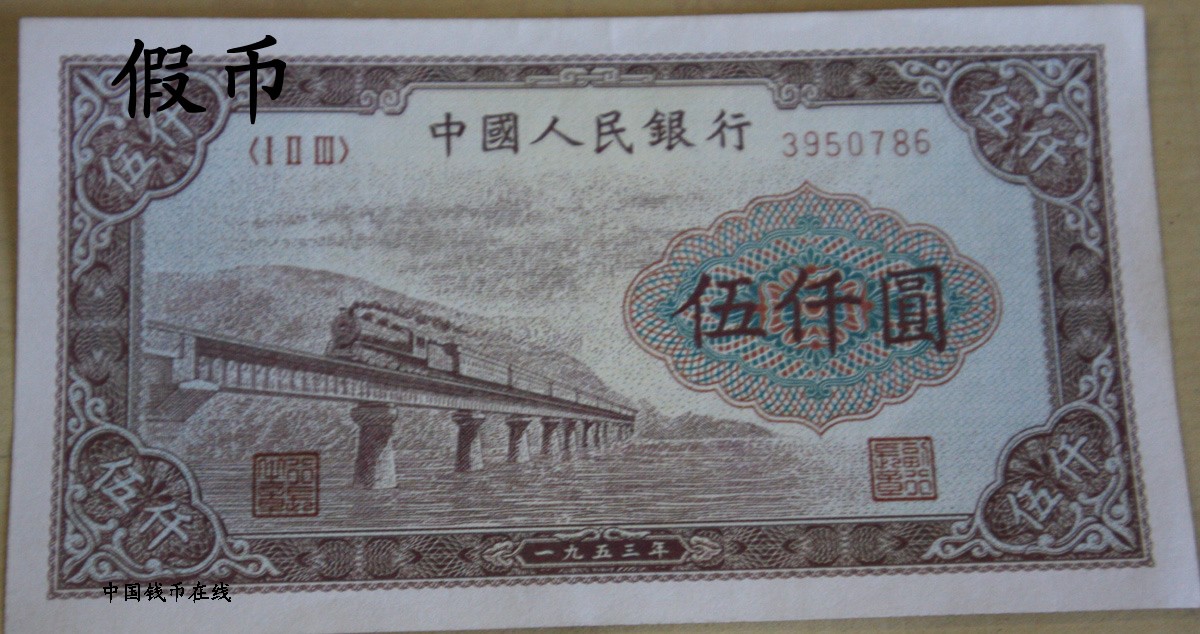 假币
伍仟
〈I II III〉
中國人民銀行
3950786
伍仟
伍仟圓
伍仟
一九五三年
伍仟
中国钱币在线